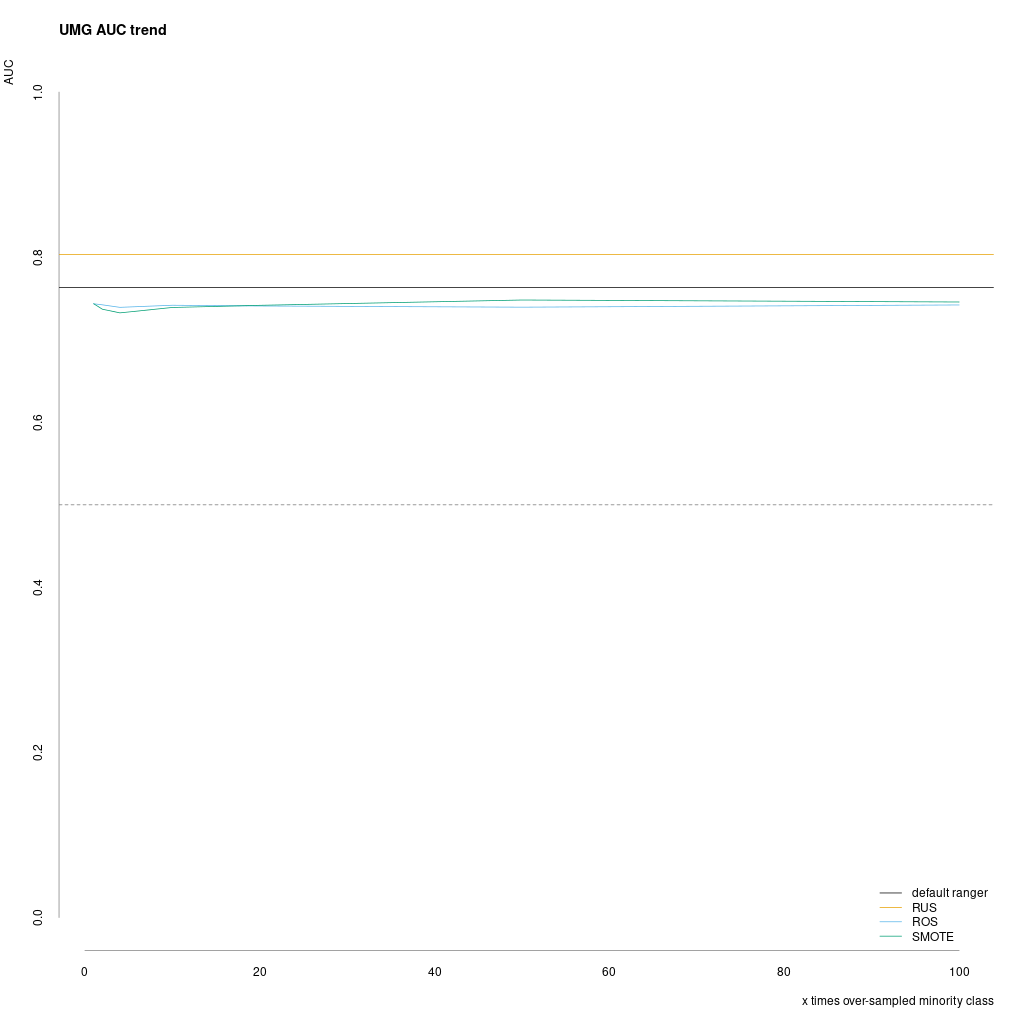 UMG AUC trend
AUC
1.0
0.8
0.6
0.4
0.2
0.0
default ranger
RUS
ROS
SMOTE
0 20 40 60 80 100
x times over-sampled minority class